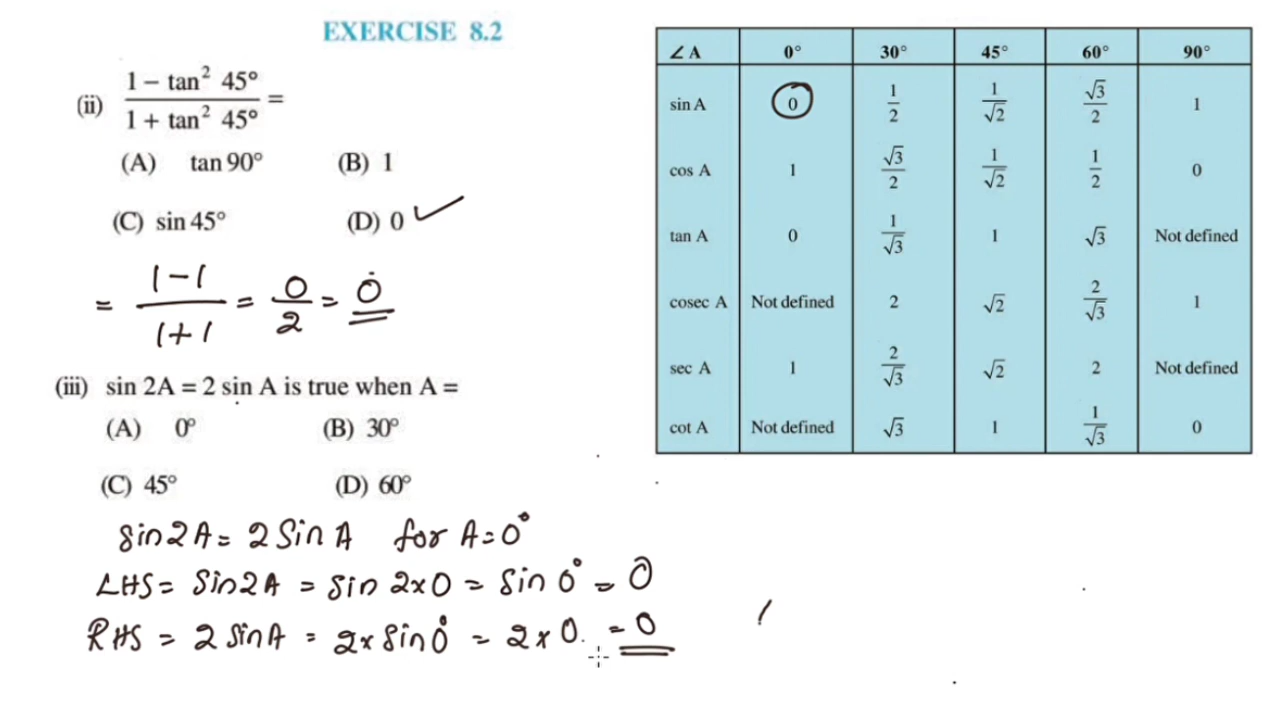 EXERCISE 8.2
(ii) 1 − tan² 45° / 1 + tan² 45° =
(A) tan 90° (B) 1
(C) sin 45° (D) 0 ✓
= 1−1 / 1+1 = 0/2 = 0
(iii) sin 2A = 2 sin A is true when A =
(A) 0° (B) 30°
(C) 45° (D) 60°
Sin2A = 2 Sin A for A=0°
LHS = Sin2A = Sin 2×0 = Sin 0° = 0
RHS = 2 SinA = 2×Sin0° = 2×0. = 0
∠A 0° 30° 45° 60° 90°
sin A 0 1/2 1/√2 √3/2 1
cos A 1 √3/2 1/√2 1/2 0
tan A 0 1/√3 1 √3 Not defined
cosec A Not defined 2 √2 2/√3 1
sec A 1 2/√3 √2 2 Not defined
cot A Not defined √3 1 1/√3 0